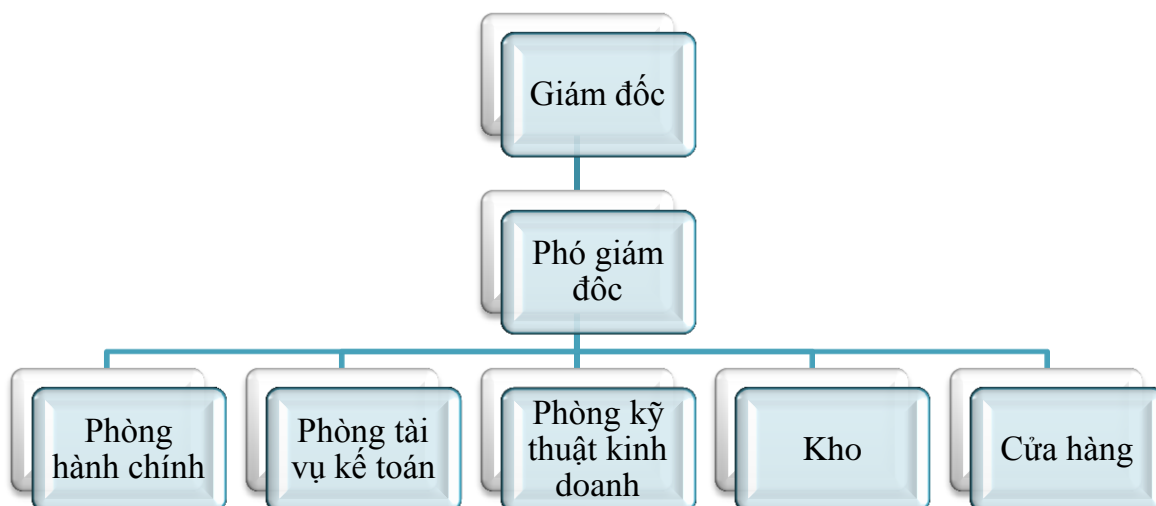 Giám đốc
Phó giám
đôc
Phòng
hành chính
Phòng tài
vụ kế toán
Phòng kỹ
thuật kinh
doanh
Kho
Cửa hàng